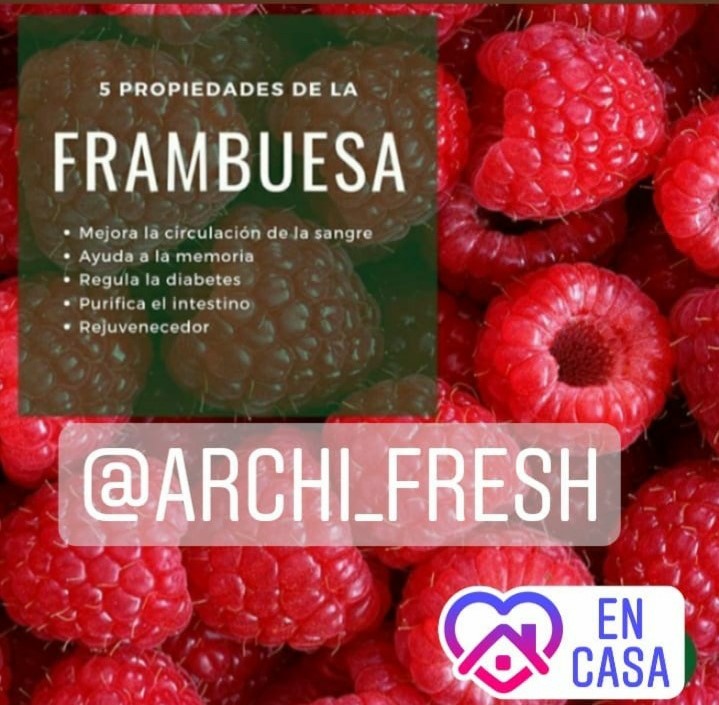 5 PROPIEDADES DE LA
FRAMBUESA
• Mejora la circulación de la sangre
• Ayuda a la memoria
• Regula la diabetes
• Purifica el intestino
• Rejuvenecedor
@ARCHI_FRESH
EN
CASA